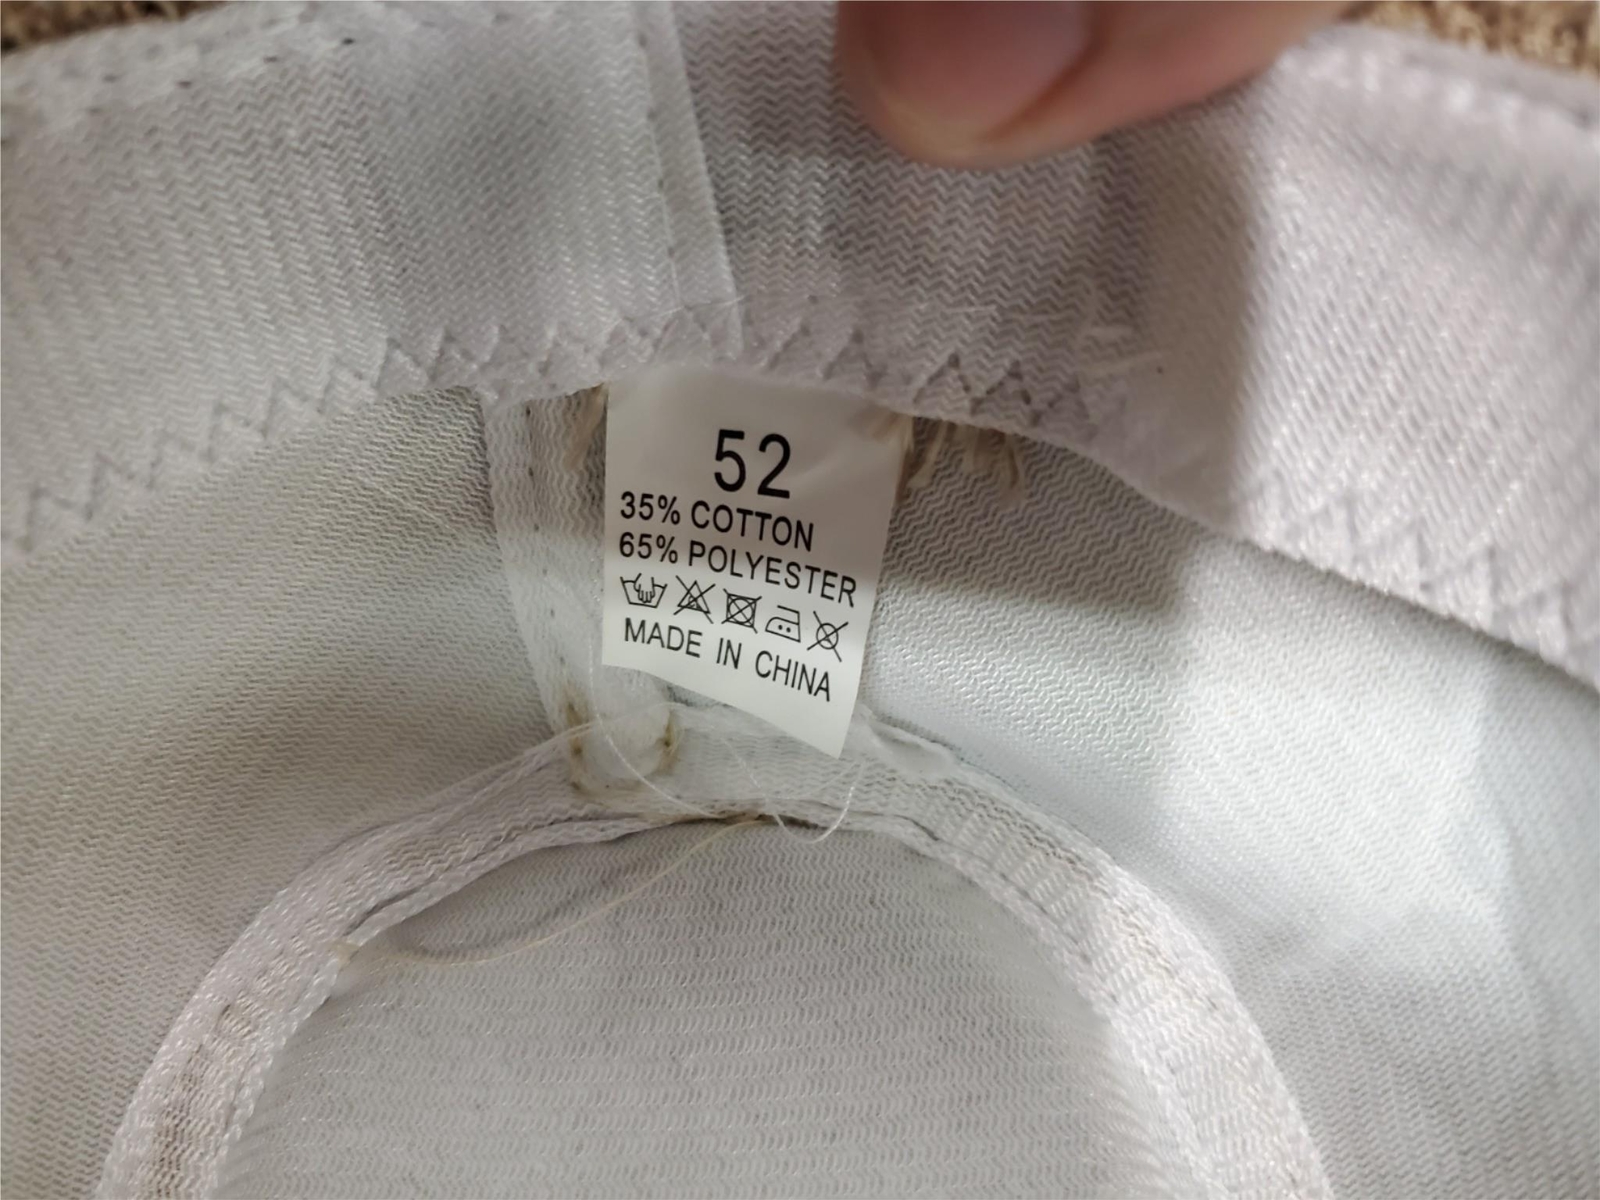 52
35% COTTON
65% POLYESTER
MADE IN CHINA